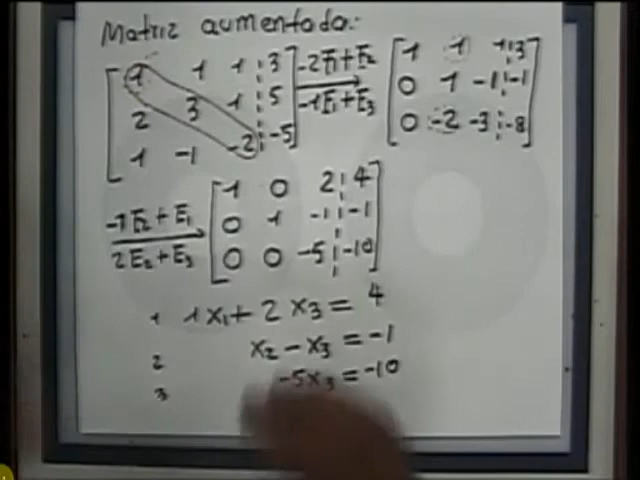 Matriz aumentada:
1 1 1 3
2 3 1 5
1 -1 -2 -5
-2E1+E2
-1E1+E3
1 1 1 3
0 1 -1 -1
0 -2 -3 -8
-1E2+E1
2E2+E3
1 0 2 4
0 1 -1 -1
0 0 -5 -10
1 1x1+2x3=4
2 x2-x3=-1
3 -5x3=-10